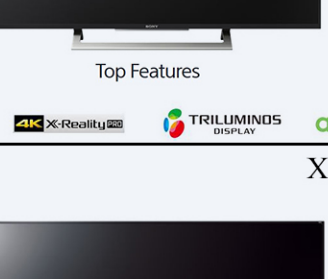 SONY
Top Features
4K X-Reality PRO
TRILUMINOS
DISPLAY
X